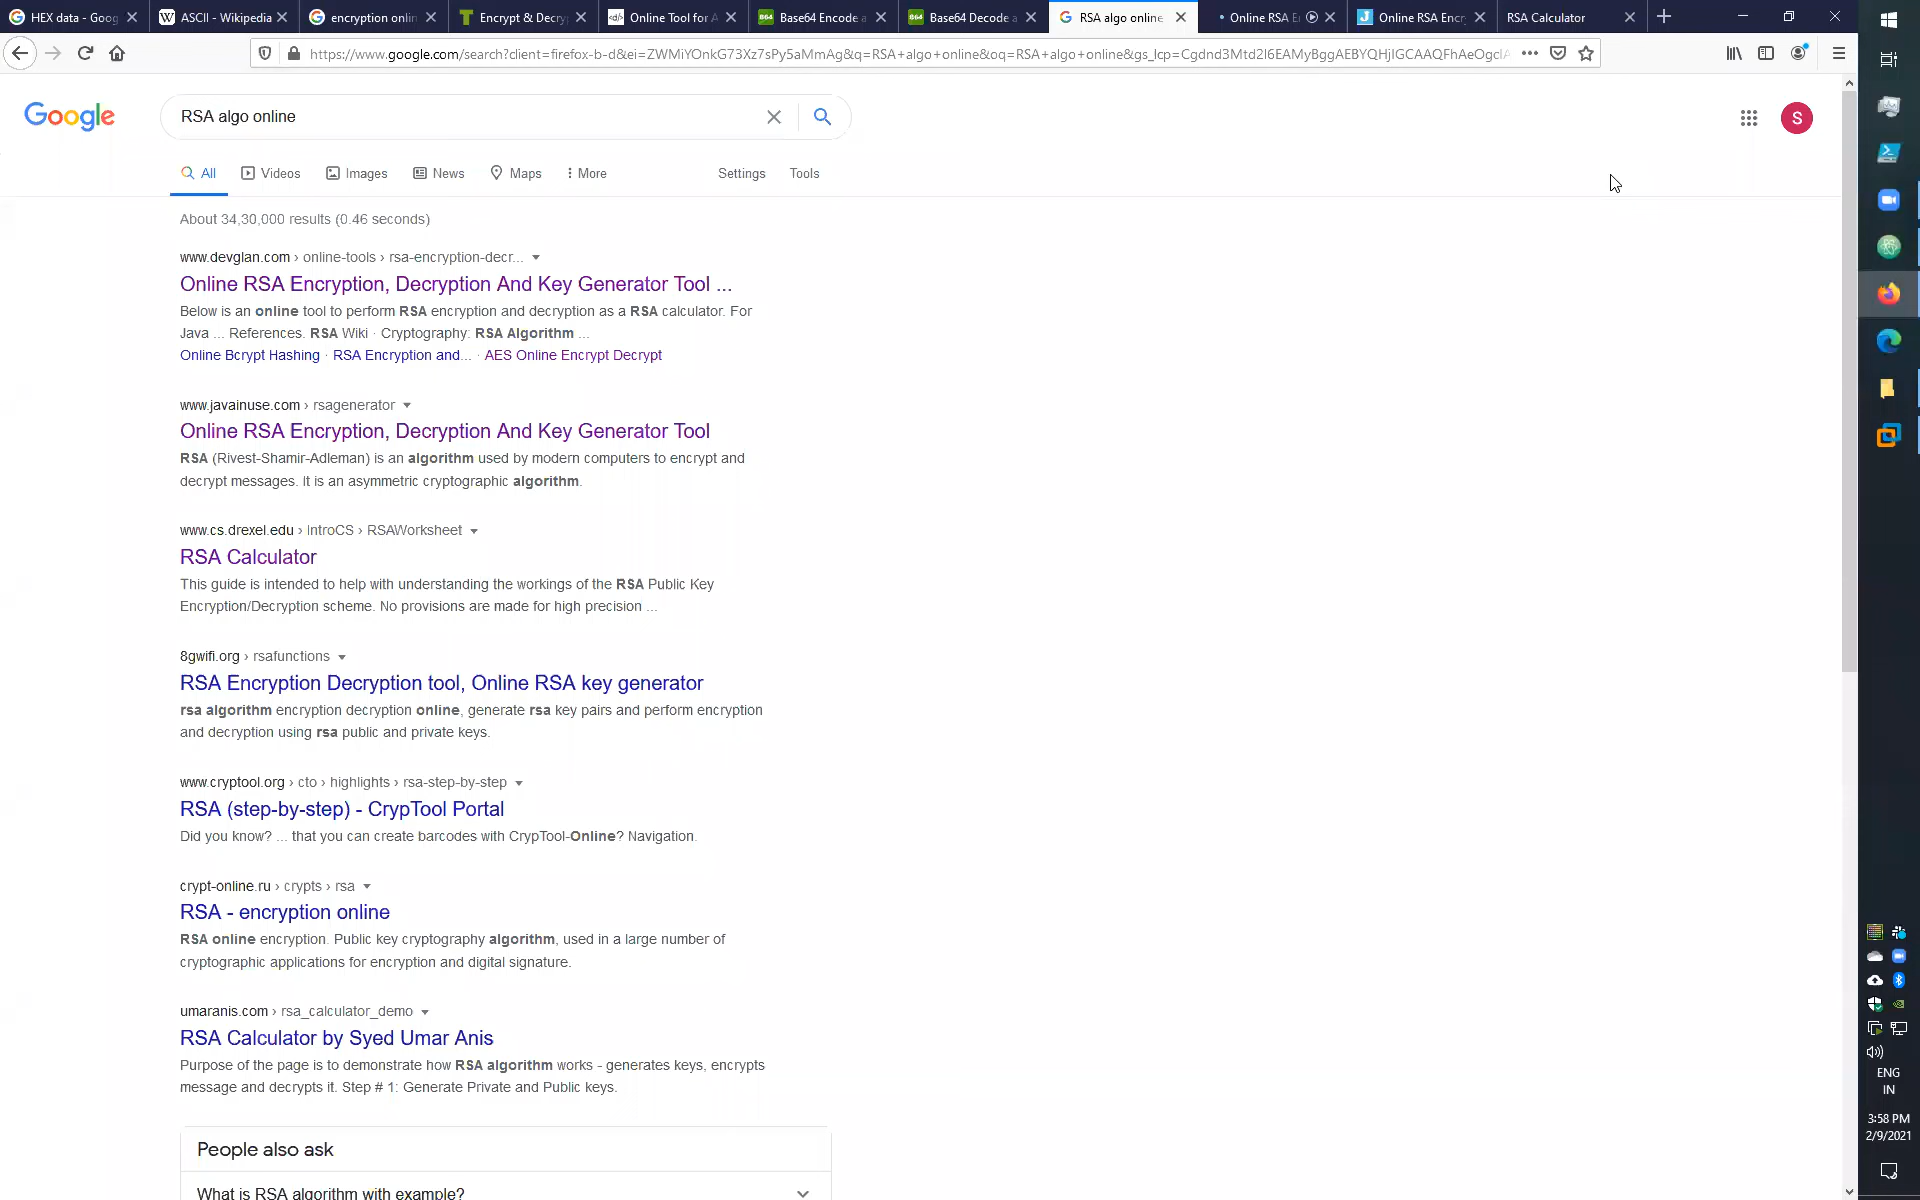 HEX data - Goog
ASCII - Wikipedia
encryption onlin
Encrypt & Decry
Online Tool for A
Base64 Encode a
Base64 Decode a
RSA algo online
Online RSA E
Online RSA Encr
RSA Calculator
https://www.google.com/search?client=firefox-b-d&ei=ZWMiYOnkG73Xz7sPy5aMmAg&q=RSA+algo+online&oq=RSA+algo+online&gs_lcp=Cgdnd3Mtd2l6EAMyBggAEBYQHjIGCAAQFhAeOgcIA
Google
RSA algo online
S
All
Videos
Images
News
Maps
More
Settings
Tools
About 34,30,000 results (0.46 seconds)
www.devglan.com › online-tools › rsa-encryption-decr...
Online RSA Encryption, Decryption And Key Generator Tool ...
Below is an online tool to perform RSA encryption and decryption as a RSA calculator. For
Java ... References. RSA Wiki · Cryptography: RSA Algorithm ...
Online Bcrypt Hashing · RSA Encryption and... · AES Online Encrypt Decrypt
www.javainuse.com › rsagenerator
Online RSA Encryption, Decryption And Key Generator Tool
RSA (Rivest-Shamir-Adleman) is an algorithm used by modern computers to encrypt and
decrypt messages. It is an asymmetric cryptographic algorithm.
www.cs.drexel.edu › IntroCS › RSAWorksheet
RSA Calculator
This guide is intended to help with understanding the workings of the RSA Public Key
Encryption/Decryption scheme. No provisions are made for high precision ...
8gwifi.org › rsafunctions
RSA Encryption Decryption tool, Online RSA key generator
rsa algorithm encryption decryption online, generate rsa key pairs and perform encryption
and decryption using rsa public and private keys.
www.cryptool.org › cto › highlights › rsa-step-by-step
RSA (step-by-step) - CrypTool Portal
Did you know? ... that you can create barcodes with CrypTool-Online? Navigation.
crypt-online.ru › crypts › rsa
RSA - encryption online
RSA online encryption. Public key cryptography algorithm, used in a large number of
cryptographic applications for encryption and digital signature.
umaranis.com › rsa_calculator_demo
RSA Calculator by Syed Umar Anis
Purpose of the page is to demonstrate how RSA algorithm works - generates keys, encrypts
message and decrypts it. Step # 1: Generate Private and Public keys.
People also ask
What is RSA algorithm with example?
ENG
IN
3:58 PM
2/9/2021